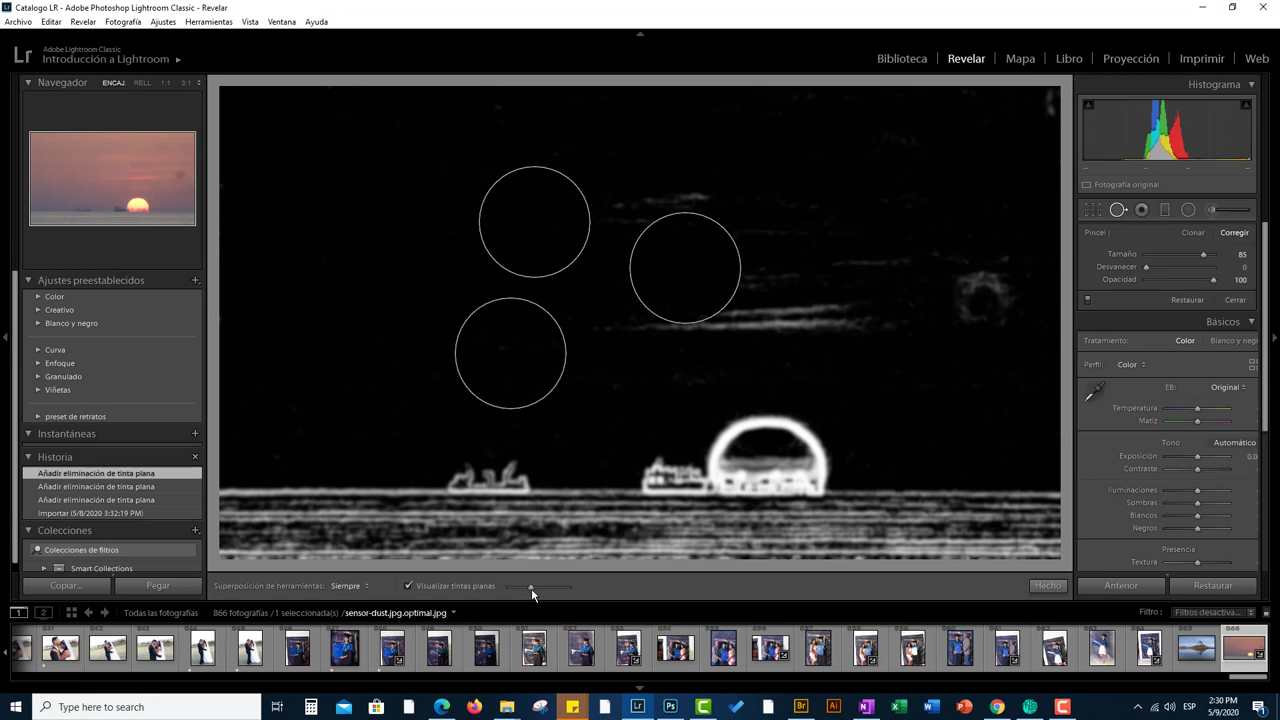 Catalogo LR - Adobe Photoshop Lightroom Classic - Revelar
Archivo Editar Revelar Fotografía Ajustes Herramientas Vista Ventana Ayuda
Lr Adobe Lightroom Classic
Introducción a Lightroom
Biblioteca Revelar Mapa Libro Proyección Imprimir Web
Navegador ENCAJ. RELL. 1:1 3:1
Histograma
Fotografía original
Pincel: Clonar Corregir
Tamaño 85
Desvanecer 0
Opacidad 100
Restaurar Cerrar
Básicos
Tratamiento: Color Blanco y negro
Perfil: Color
EB: Original
Temperatura
Matiz
Tono Automático
Exposición 0.0
Contraste
Iluminaciones
Sombras
Blancos
Negros
Presencia
Textura
Ajustes preestablecidos
Color
Creativo
Blanco y negro
Curva
Enfoque
Granulado
Viñetas
preset de retratos
Instantáneas
Historia
Añadir eliminación de tinta plana
Añadir eliminación de tinta plana
Añadir eliminación de tinta plana
Importar (5/8/2020 3:32:19 PM)
Colecciones
Colecciones de filtros
Smart Collections
Copiar... Pegar
Superposición de herramientas: Siempre Visualizar tintas planas Hecho
Anterior Restaurar
1 2 Todas las fotografías 866 fotografías /1 seleccionada(s) /sensor-dust.jpg.optimal.jpg Filtro : Filtros desactiva...
Type here to search
Lr Ps Br Ai ESP 2:30 PM
5/9/2020